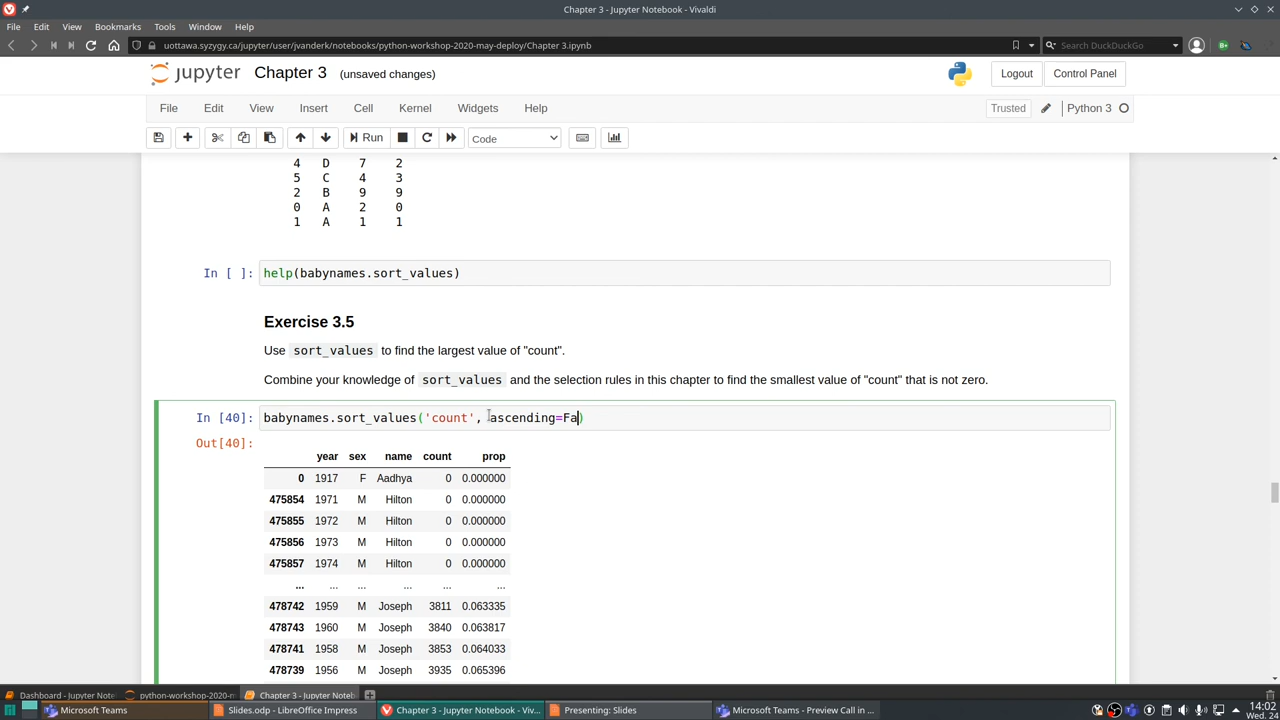 Chapter 3 - Jupyter Notebook - Vivaldi
File Edit View Bookmarks Tools Window Help
uottawa.syzygy.ca/jupyter/user/jvanderk/notebooks/python-workshop-2020-may-deploy/Chapter 3.ipynb
Search DuckDuckGo
jupyter Chapter 3 (unsaved changes)
Logout Control Panel
File Edit View Insert Cell Kernel Widgets Help
Trusted Python 3
Run Code
4 D 7 2
5 C 4 3
2 B 9 9
0 A 2 0
1 A 1 1
In [ ]: help(babynames.sort_values)
Exercise 3.5
Use sort_values to find the largest value of "count".
Combine your knowledge of sort_values and the selection rules in this chapter to find the smallest value of "count" that is not zero.
In [40]: babynames.sort_values('count', ascending=Fa)
Out[40]:
year sex name count prop
0 1917 F Aadhya 0 0.000000
475854 1971 M Hilton 0 0.000000
475855 1972 M Hilton 0 0.000000
475856 1973 M Hilton 0 0.000000
475857 1974 M Hilton 0 0.000000
... ... ... ... ... ...
478742 1959 M Joseph 3811 0.063335
478743 1960 M Joseph 3840 0.063817
478741 1958 M Joseph 3853 0.064033
478739 1956 M Joseph 3935 0.065396
Dashboard - Jupyter Note python-workshop-2020-m Chapter 3 - Jupyter Noteb
Microsoft Teams Slides.odp - LibreOffice Impress Chapter 3 - Jupyter Notebook - Viv... Presenting: Slides Microsoft Teams - Preview Call in ...
14:02
Wed. 24